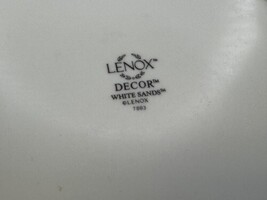 LENOX™
DECOR™
WHITE SANDS™
©LENOX
1993